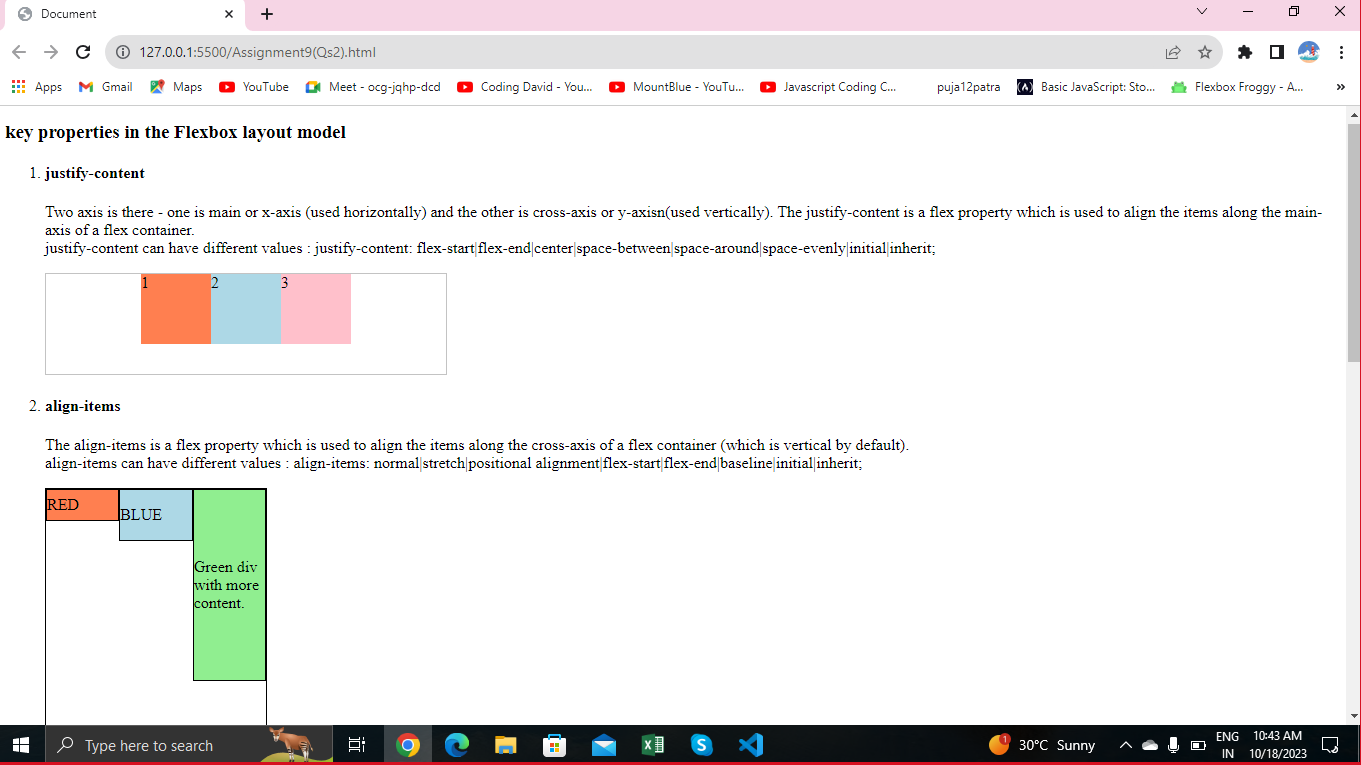 Document
127.0.0.1:5500/Assignment9(Qs2).html
Apps Gmail Maps YouTube Meet - ocg-jqhp-dcd Coding David - You... MountBlue - YouTu... Javascript Coding C... puja12patra (A) Basic JavaScript: Sto... Flexbox Froggy - A... »
key properties in the Flexbox layout model
1. justify-content
Two axis is there - one is main or x-axis (used horizontally) and the other is cross-axis or y-axisn(used vertically). The justify-content is a flex property which is used to align the items along the main-
axis of a flex container.
justify-content can have different values : justify-content: flex-start|flex-end|center|space-between|space-around|space-evenly|initial|inherit;
1 2 3
2. align-items
The align-items is a flex property which is used to align the items along the cross-axis of a flex container (which is vertical by default).
align-items can have different values : align-items: normal|stretch|positional alignment|flex-start|flex-end|baseline|initial|inherit;
RED
BLUE
Green div
with more
content.
Type here to search
1 30°C Sunny
ENG
IN
10:43 AM
10/18/2023